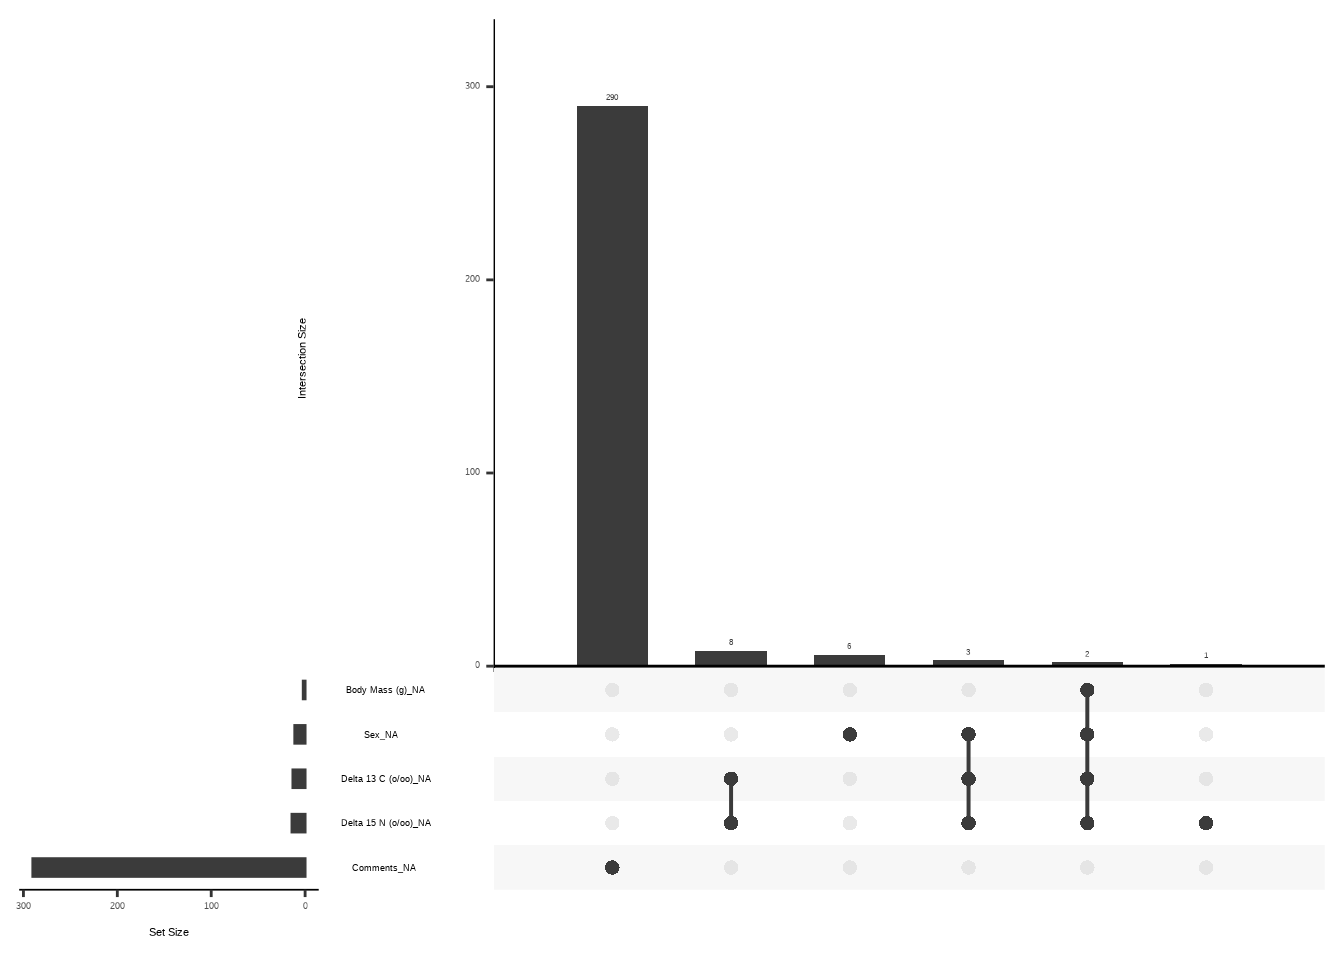 300
290
200
Intersection Size
100
8
6
3
2
1
0
Body Mass (g)_NA
Sex_NA
Delta 13 C (o/oo)_NA
Delta 15 N (o/oo)_NA
Comments_NA
300 200 100 0
Set Size